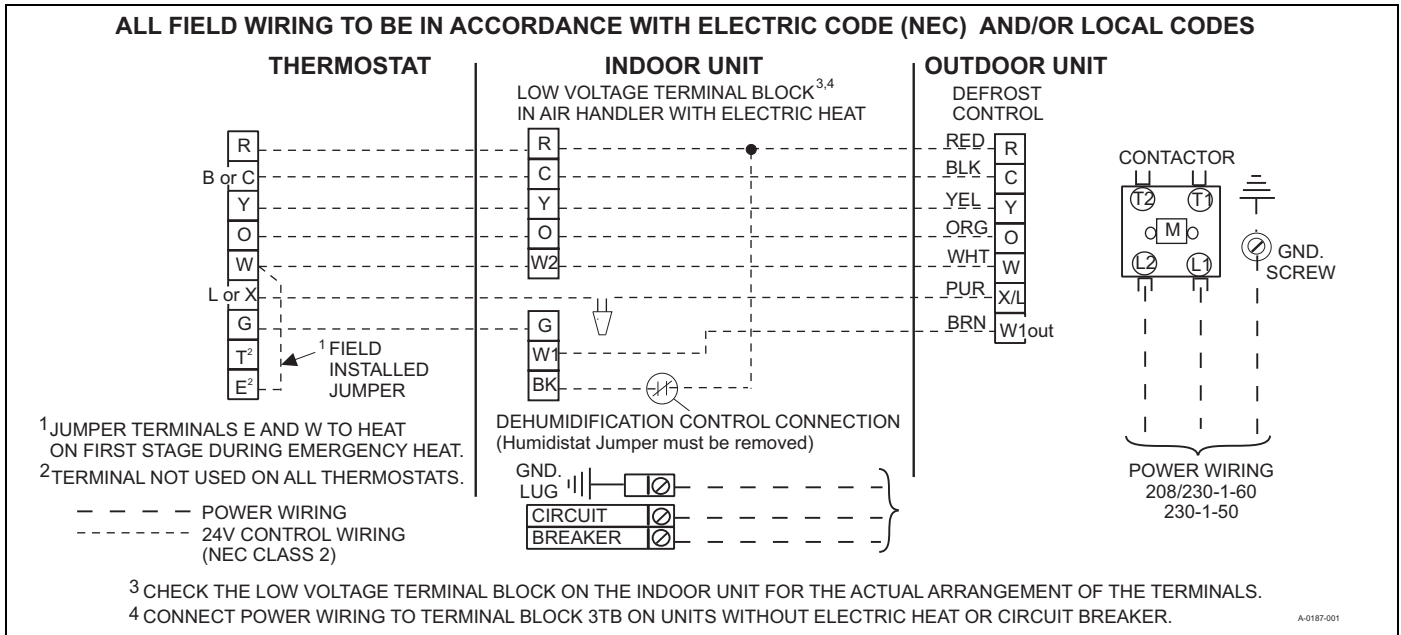 ALL FIELD WIRING TO BE IN ACCORDANCE WITH ELECTRIC CODE (NEC) AND/OR LOCAL CODES
THERMOSTAT
R
B or C
Y
O
W
L or X
G
T2
E2
1 FIELD
INSTALLED
JUMPER
1JUMPER TERMINALS E AND W TO HEAT
ON FIRST STAGE DURING EMERGENCY HEAT.
2TERMINAL NOT USED ON ALL THERMOSTATS.
POWER WIRING
24V CONTROL WIRING
(NEC CLASS 2)
INDOOR UNIT
LOW VOLTAGE TERMINAL BLOCK3,4
IN AIR HANDLER WITH ELECTRIC HEAT
R
C
Y
O
W2
G
W1
BK
DEHUMIDIFICATION CONTROL CONNECTION
(Humidistat Jumper must be removed)
GND.
LUG
CIRCUIT
BREAKER
OUTDOOR UNIT
DEFROST
CONTROL
RED R
BLK C
YEL Y
ORG O
WHT W
PUR X/L
BRN W1out
CONTACTOR
T2 T1
M
L2 L1
GND.
SCREW
POWER WIRING
208/230-1-60
230-1-50
3 CHECK THE LOW VOLTAGE TERMINAL BLOCK ON THE INDOOR UNIT FOR THE ACTUAL ARRANGEMENT OF THE TERMINALS.
4 CONNECT POWER WIRING TO TERMINAL BLOCK 3TB ON UNITS WITHOUT ELECTRIC HEAT OR CIRCUIT BREAKER.
A-0187-001